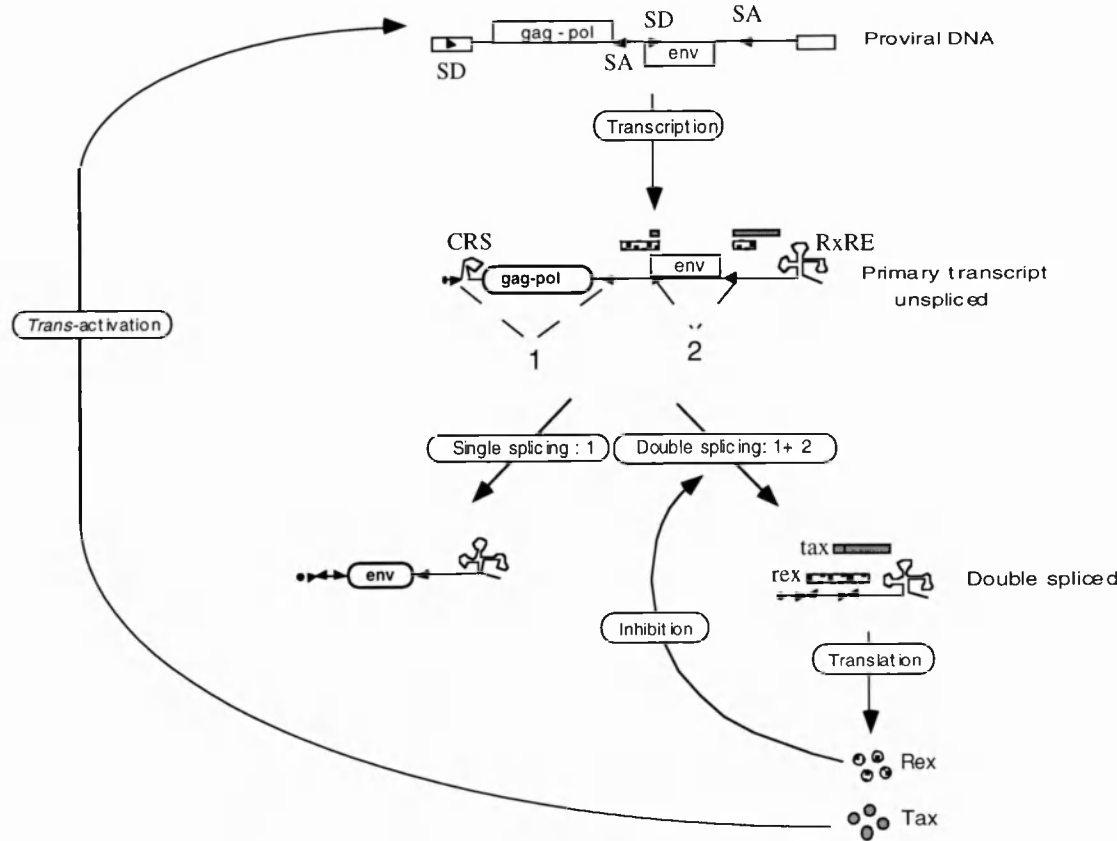 SD SA
gag - pol
Proviral DNA
SA env
SD
Transcription
CRS RxRE
env
gag-pol
Primary transcript
unspliced
Trans-activation
1 2
Single splicing : 1
Double splicing: 1+ 2
tax
env
rex
Double spliced
Inhibition
Translation
Rex
Tax